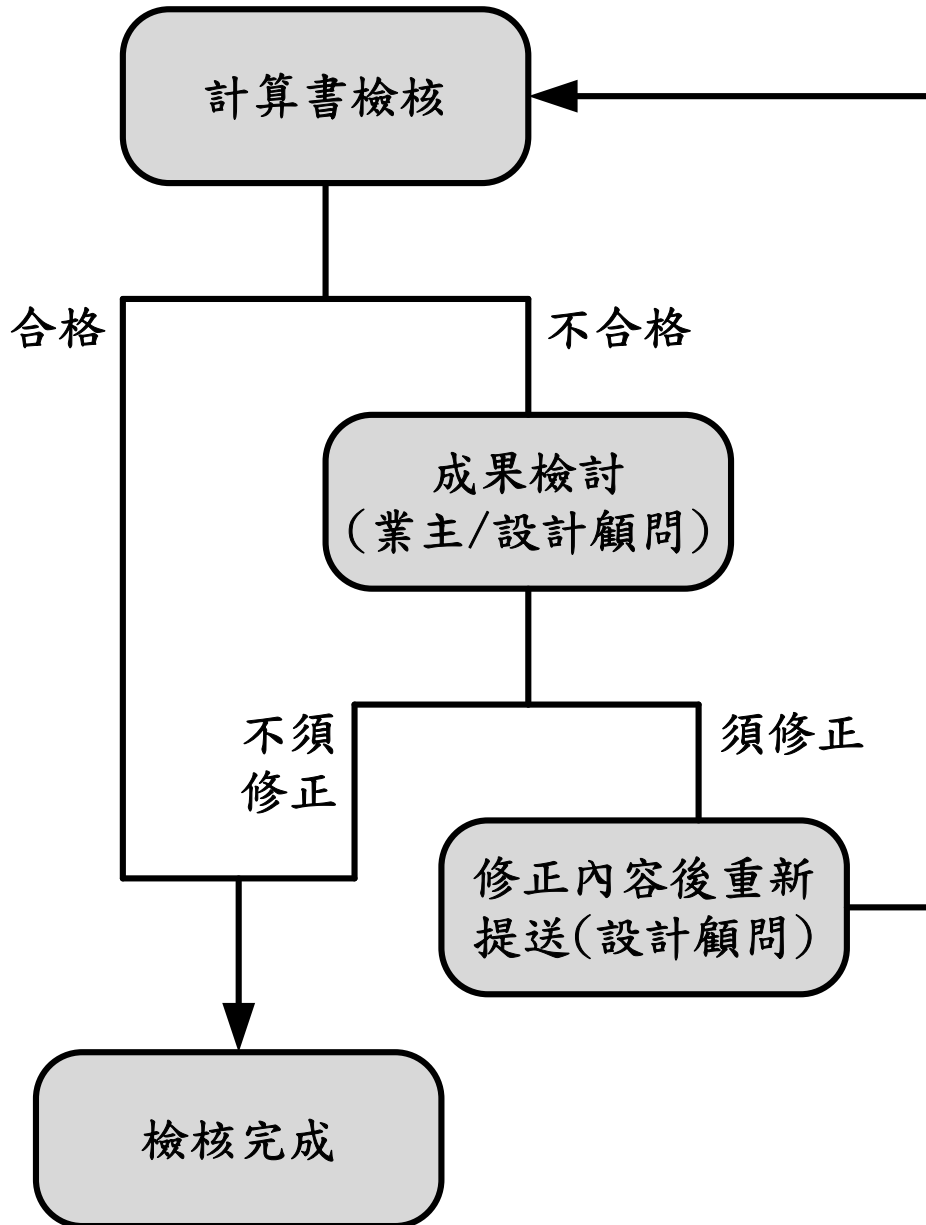 計算書檢核
合格
不合格
成果檢討
(業主/設計顧問)
不須
修正
須修正
修正內容後重新
提送(設計顧問)
檢核完成